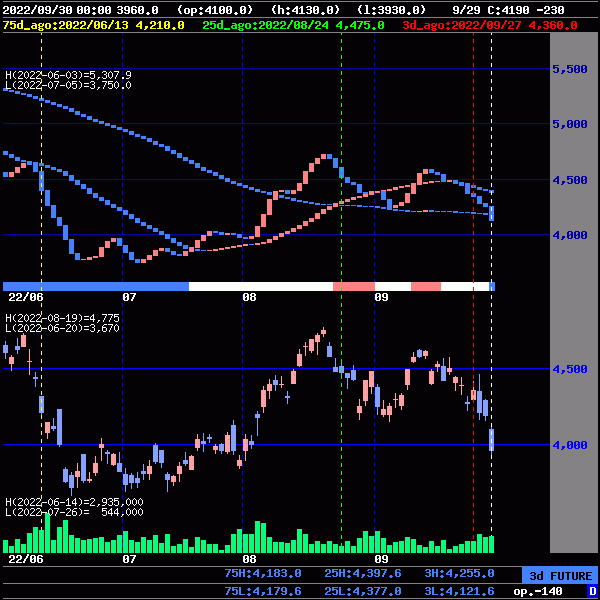 2022/09/30 00:00 3960.0 (op:4100.0) (h:4130.0) (l:3930.0) 9/29 C:4190 -230
75d_ago:2022/06/13 4,210.0 25d_ago:2022/08/24 4,475.0 3d_ago:2022/09/27 4,360.0
H(2022-06-03)=5,307.9
L(2022-07-05)=3,750.0
5,500
5,000
4,500
4,000
22/06 07 08 09
H(2022-08-19)=4,775
L(2022-06-20)=3,670
4,500
4,000
H(2022-06-14)=2,935,000
L(2022-07-26)= 544,000
22/06 07 08 09
75H:4,183.0 25H:4,397.6 3H:4,255.0 3d FUTURE
75L:4,179.6 25L:4,377.0 3L:4,121.6 op.-140 D